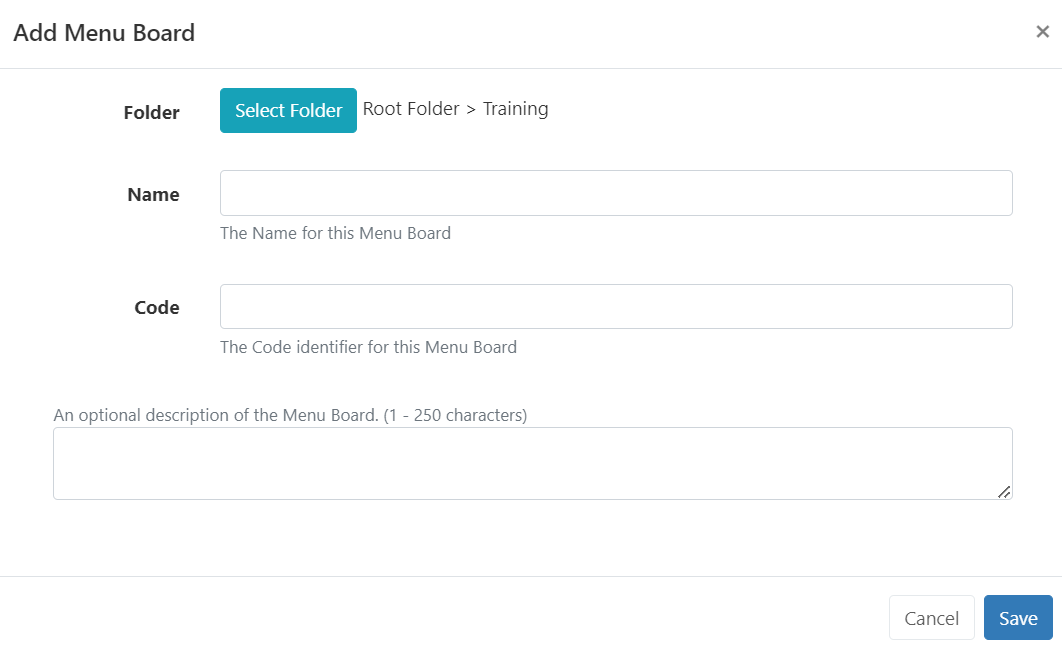 Add Menu Board ×
Folder Select Folder Root Folder > Training
Name
The Name for this Menu Board
Code
The Code identifier for this Menu Board
An optional description of the Menu Board. (1 - 250 characters)
Cancel Save